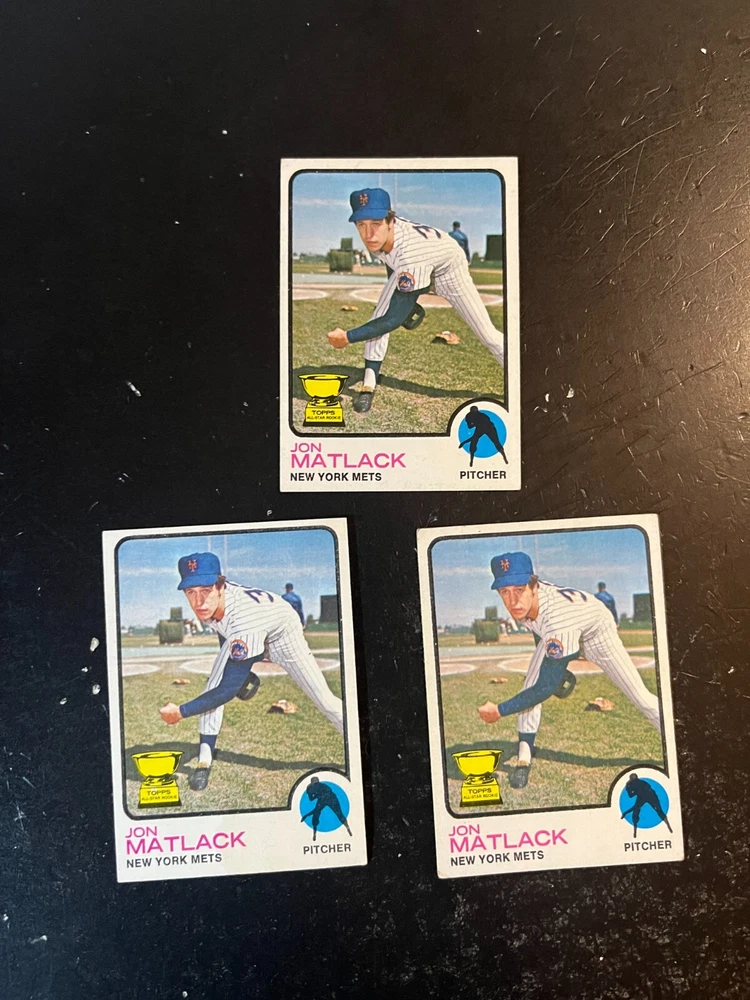 TOPPS
ALL-STAR ROOKIE
JON
MATLACK
NEW YORK METS
PITCHER
TOPPS
ALL-STAR ROOKIE
JON
MATLACK
NEW YORK METS
PITCHER
TOPPS
ALL-STAR ROOKIE
JON
MATLACK
NEW YORK METS
PITCHER